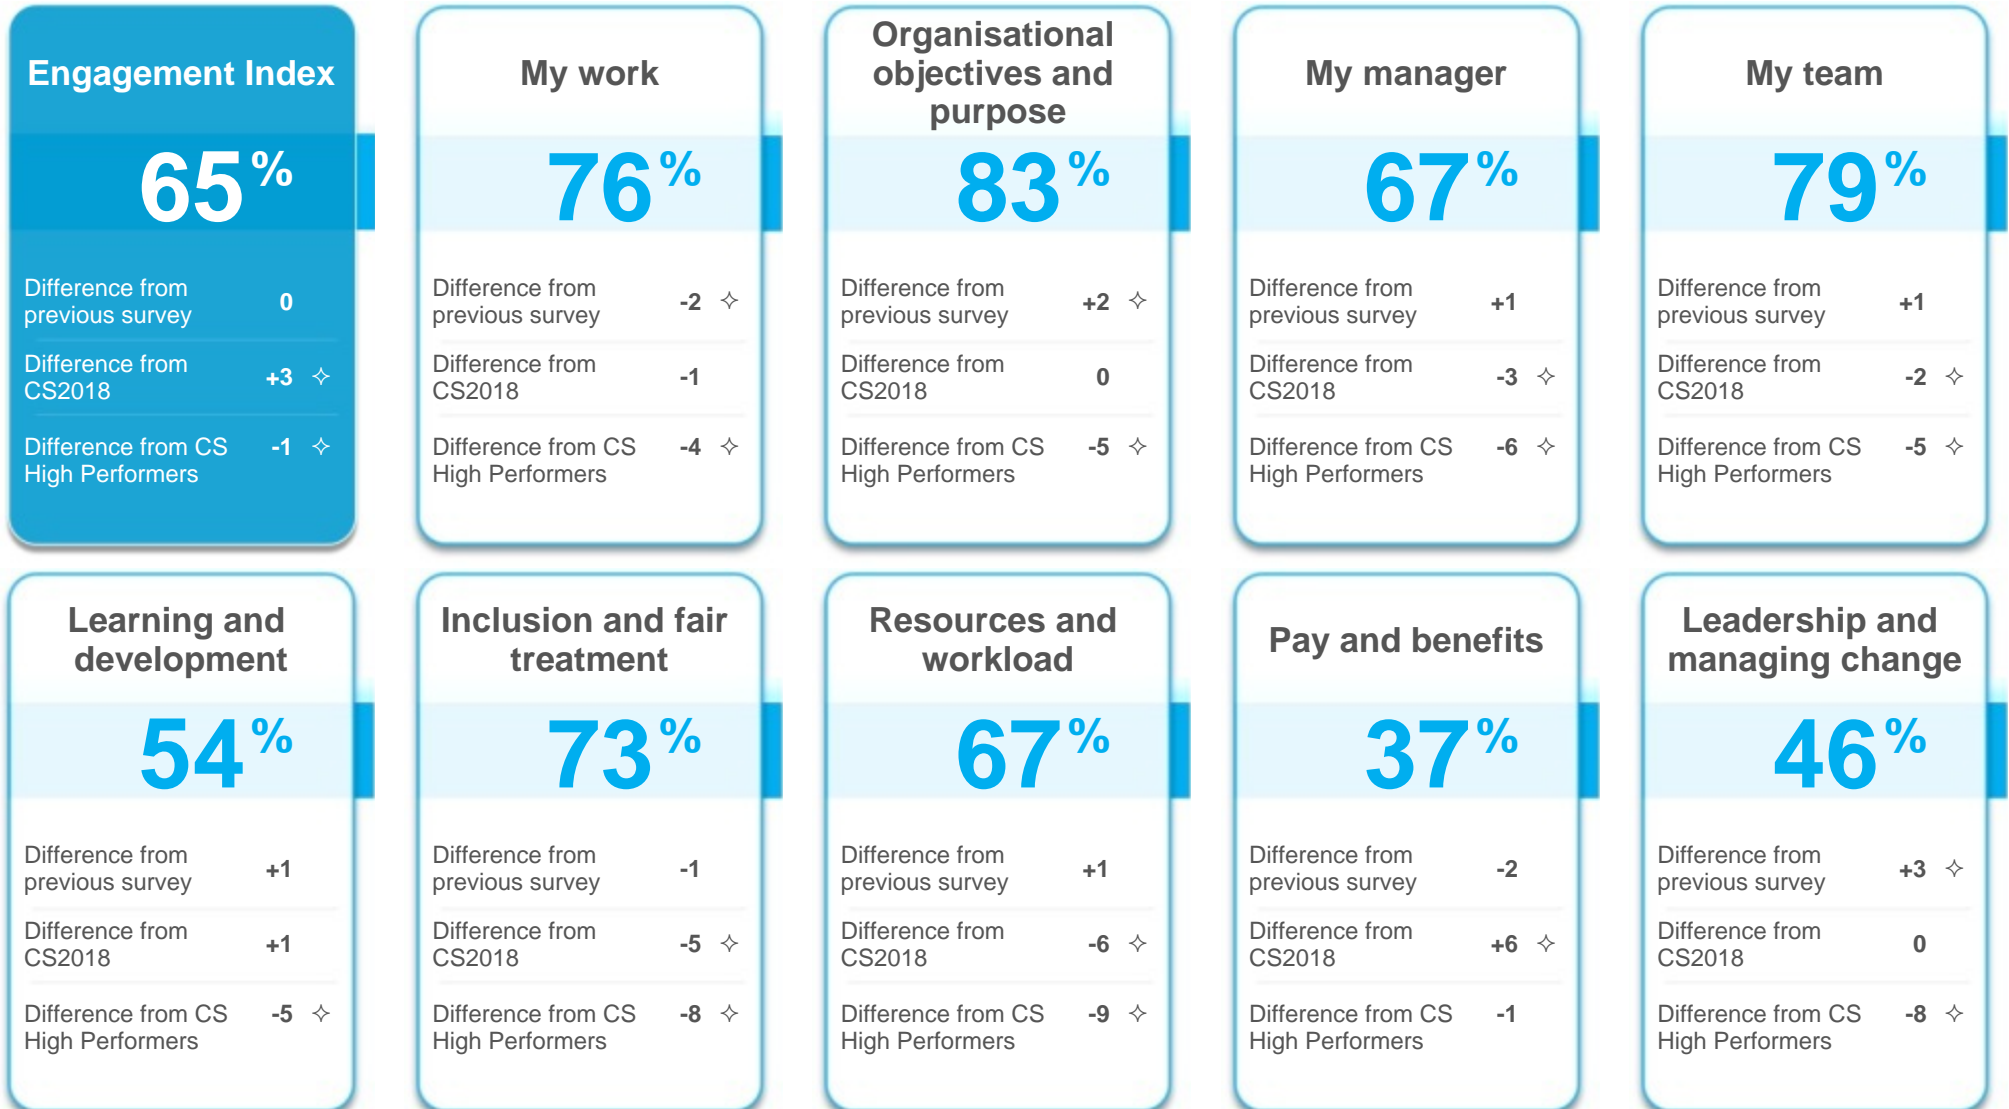 Engagement Index
65%
Difference from
previous survey
0
Difference from
CS2018
+3 ✧
Difference from CS
High Performers
-1 ✧
My work
76%
Difference from
previous survey
-2 ✧
Difference from
CS2018
-1
Difference from CS
High Performers
-4 ✧
Organisational
objectives and
purpose
83%
Difference from
previous survey
+2 ✧
Difference from
CS2018
0
Difference from CS
High Performers
-5 ✧
My manager
67%
Difference from
previous survey
+1
Difference from
CS2018
-3 ✧
Difference from CS
High Performers
-6 ✧
My team
79%
Difference from
previous survey
+1
Difference from
CS2018
-2 ✧
Difference from CS
High Performers
-5 ✧
Learning and
development
54%
Difference from
previous survey
+1
Difference from
CS2018
+1
Difference from CS
High Performers
-5 ✧
Inclusion and fair
treatment
73%
Difference from
previous survey
-1
Difference from
CS2018
-5 ✧
Difference from CS
High Performers
-8 ✧
Resources and
workload
67%
Difference from
previous survey
+1
Difference from
CS2018
-6 ✧
Difference from CS
High Performers
-9 ✧
Pay and benefits
37%
Difference from
previous survey
-2
Difference from
CS2018
+6 ✧
Difference from CS
High Performers
-1
Leadership and
managing change
46%
Difference from
previous survey
+3 ✧
Difference from
CS2018
0
Difference from CS
High Performers
-8 ✧